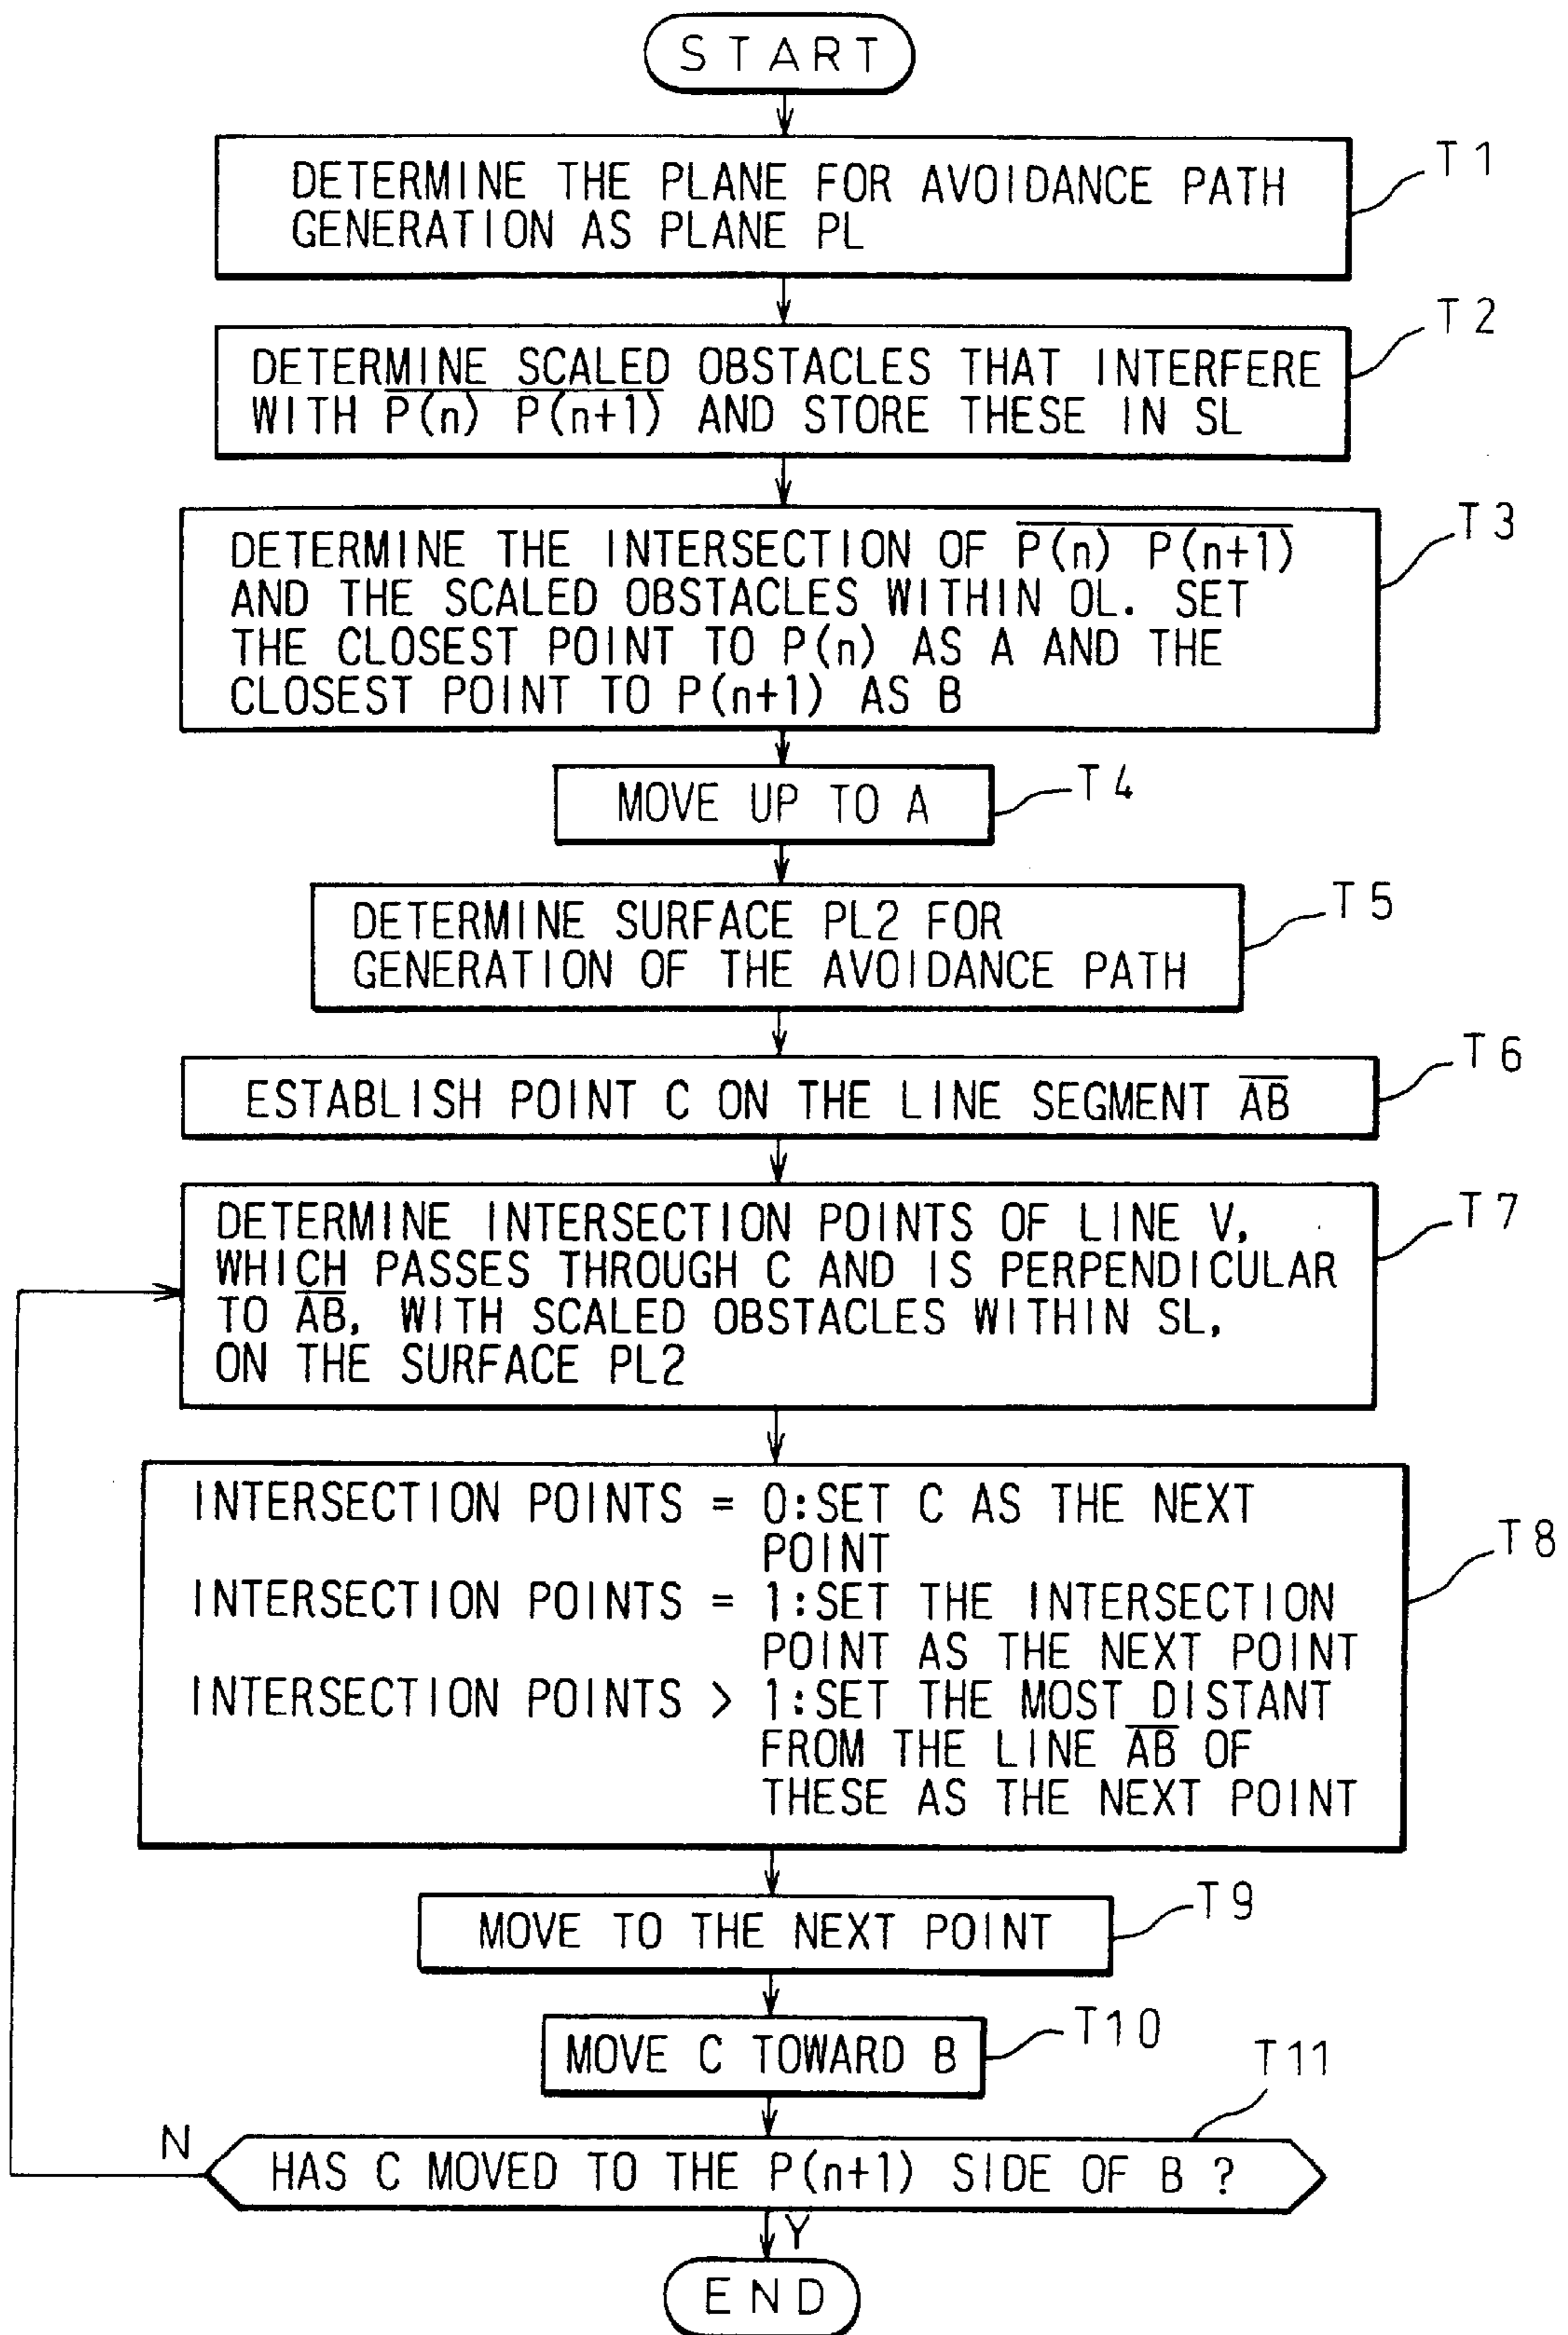 START
DETERMINE THE PLANE FOR AVOIDANCE PATH
GENERATION AS PLANE PL
T1
DETERMINE SCALED OBSTACLES THAT INTERFERE
WITH P(n) P(n+1) AND STORE THESE IN SL
T2
DETERMINE THE INTERSECTION OF P(n) P(n+1)
AND THE SCALED OBSTACLES WITHIN OL. SET
THE CLOSEST POINT TO P(n) AS A AND THE
CLOSEST POINT TO P(n+1) AS B
T3
MOVE UP TO A
T4
DETERMINE SURFACE PL2 FOR
GENERATION OF THE AVOIDANCE PATH
T5
ESTABLISH POINT C ON THE LINE SEGMENT AB
T6
DETERMINE INTERSECTION POINTS OF LINE V,
WHICH PASSES THROUGH C AND IS PERPENDICULAR
TO AB, WITH SCALED OBSTACLES WITHIN SL,
ON THE SURFACE PL2
T7
INTERSECTION POINTS = 0:SET C AS THE NEXT
POINT
INTERSECTION POINTS = 1:SET THE INTERSECTION
POINT AS THE NEXT POINT
INTERSECTION POINTS > 1:SET THE MOST DISTANT
FROM THE LINE AB OF
THESE AS THE NEXT POINT
T8
MOVE TO THE NEXT POINT
T9
MOVE C TOWARD B
T10
HAS C MOVED TO THE P(n+1) SIDE OF B ?
T11
N
Y
END